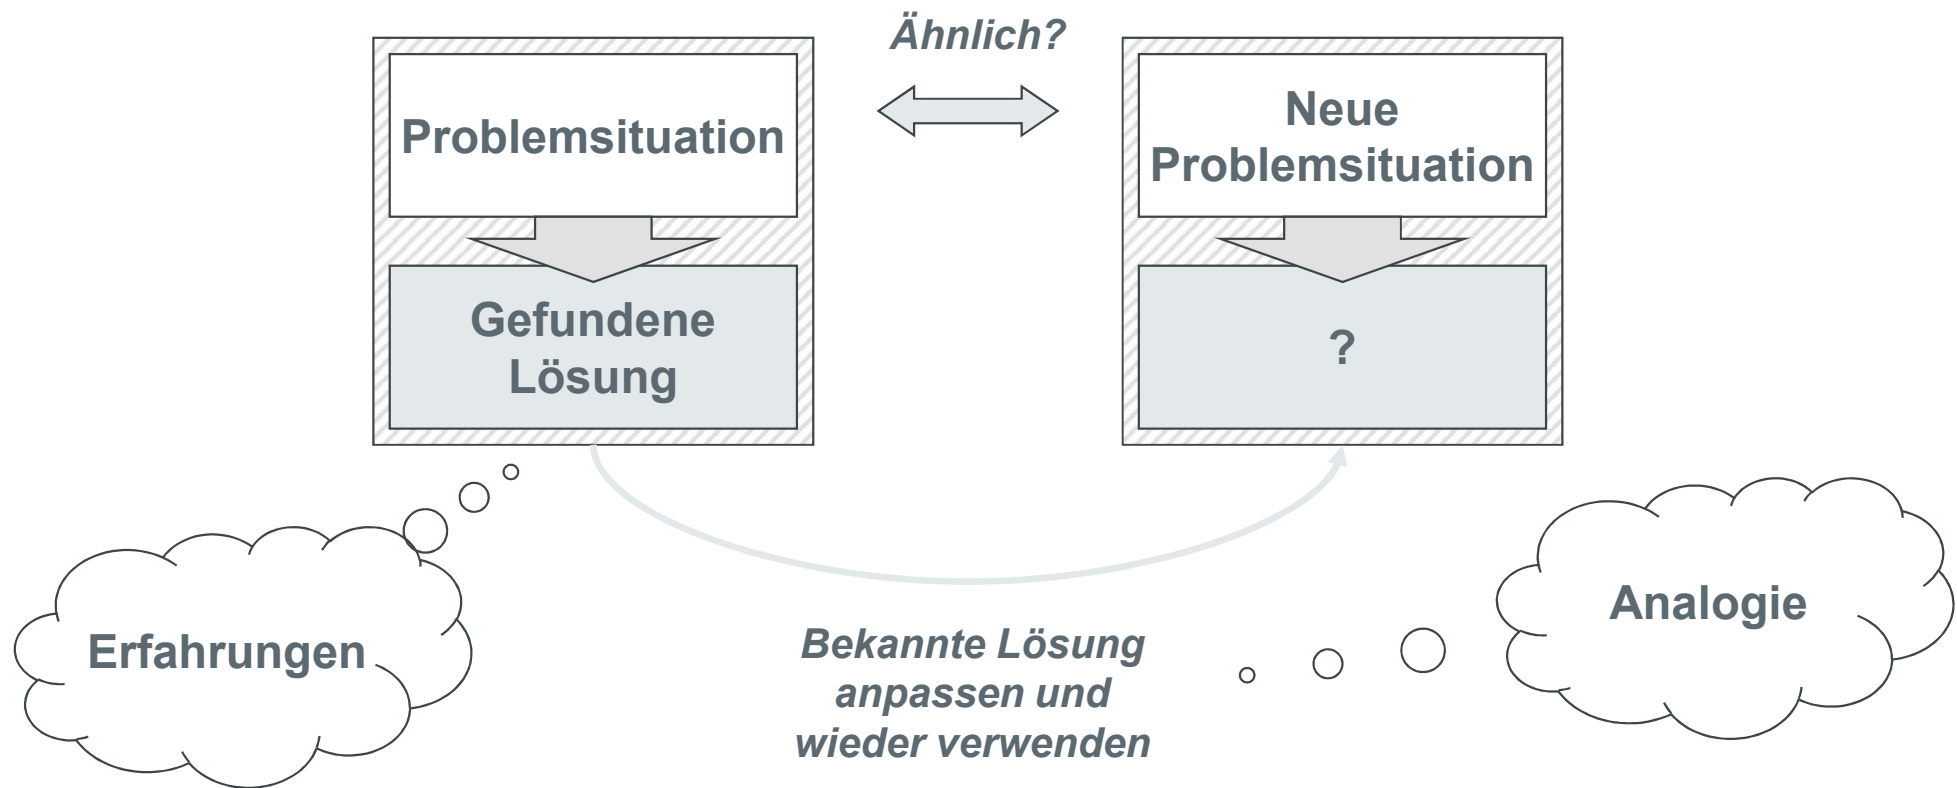 Ähnlich?
Problemsituation
Neue
Problemsituation
Gefundene
Lösung
?
Erfahrungen
Analogie
Bekannte Lösung
anpassen und
wieder verwenden